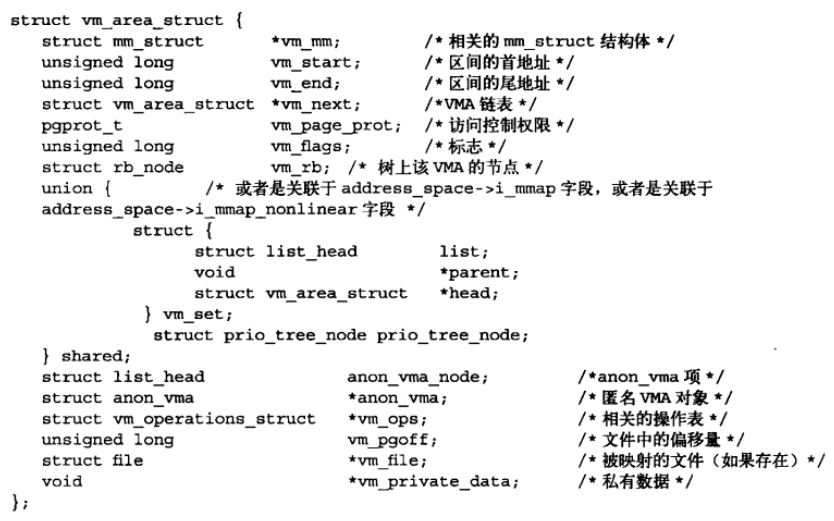 struct vm_area_struct {
struct mm_struct *vm_mm; /* 相关的 mm_struct 结构体 */
unsigned long vm_start; /* 区间的首地址 */
unsigned long vm_end; /* 区间的尾地址 */
struct vm_area_struct *vm_next; /*VMA 链表 */
pgprot_t vm_page_prot; /* 访问控制权限 */
unsigned long vm_flags; /* 标志 */
struct rb_node vm_rb; /* 树上该 VMA 的节点 */
union { /* 或者是关联于 address_space->i_mmap 字段，或者是关联于
address_space->i_mmap_nonlinear 字段 */
struct {
struct list_head list;
void *parent;
struct vm_area_struct *head;
} vm_set;
struct prio_tree_node prio_tree_node;
} shared;
struct list_head anon_vma_node; /*anon_vma 项 */
struct anon_vma *anon_vma; /* 匿名 VMA 对象 */
struct vm_operations_struct *vm_ops; /* 相关的操作表 */
unsigned long vm_pgoff; /* 文件中的偏移量 */
struct file *vm_file; /* 被映射的文件（如果存在）*/
void *vm_private_data; /* 私有数据 */
};